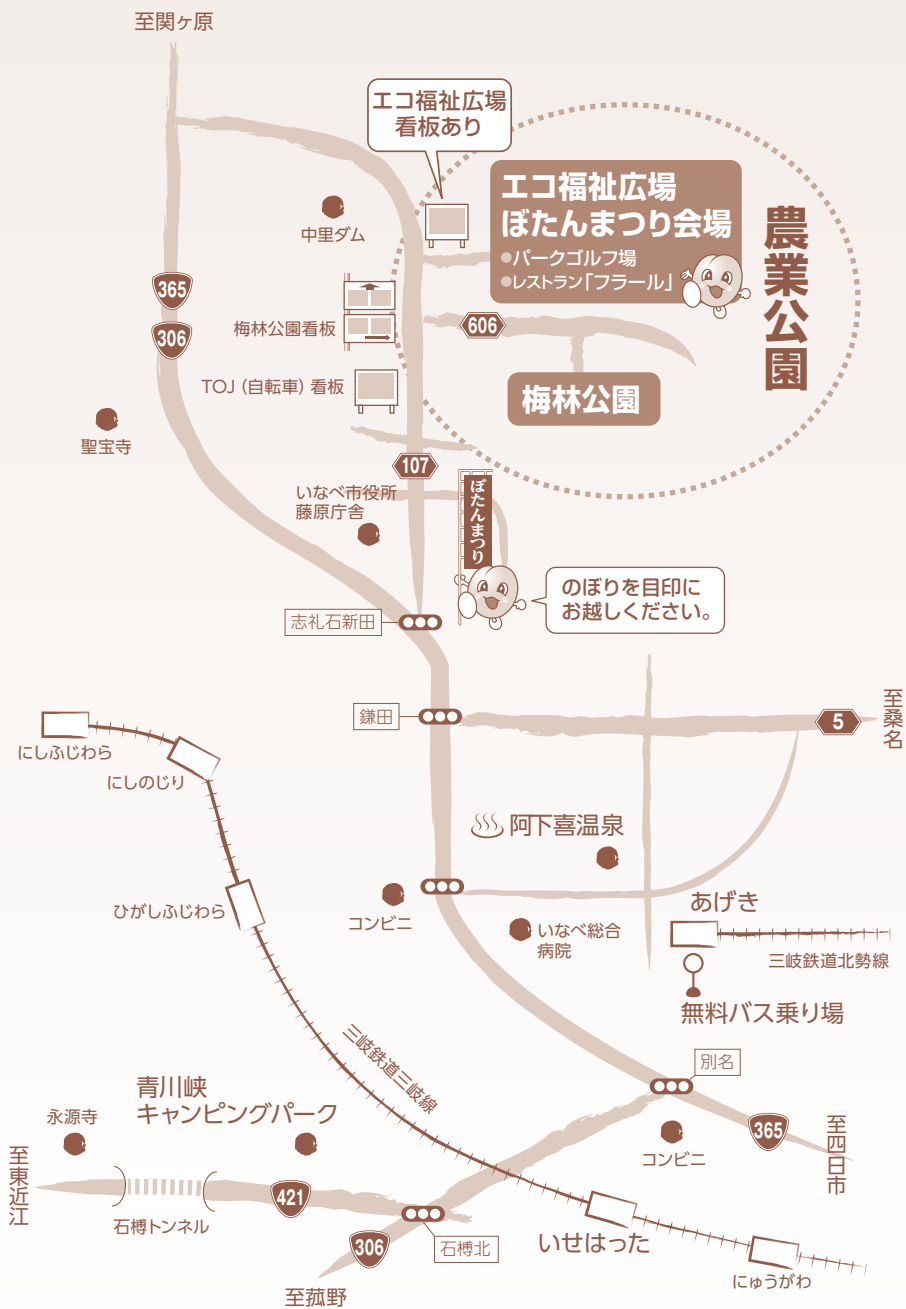 至関ヶ原
エコ福祉広場
看板あり
エコ福祉広場
ぼたんまつり会場
●パークゴルフ場
●レストラン「フラール」
農業公園
中里ダム
365
306
梅林公園看板
606
TOJ（自転車）看板
梅林公園
聖宝寺
107
いなべ市役所
藤原庁舎
ぼたんまつり
のぼりを目印に
お越しください。
志礼石新田
鎌田
5
至桑名
にしふじわら
にしのじり
阿下喜温泉
ひがしふじわら
コンビニ
いなべ総合
病院
あげき
三岐鉄道北勢線
無料バス乗り場
三岐鉄道三岐線
別名
青川峡
キャンピングパーク
永源寺
365
至四日市
コンビニ
至東近江
石榑トンネル
421
306
石榑北
いせはった
にゅうがわ
至菰野